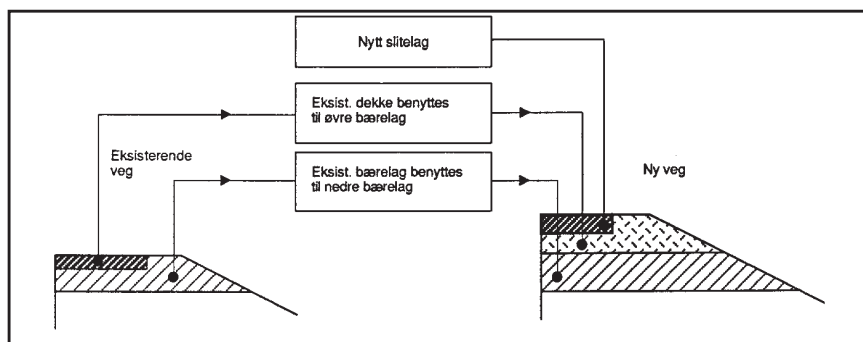 Nytt slitelag
Eksist. dekke benyttes
til øvre bærelag
Eksisterende
veg
Eksist. bærelag benyttes
til nedre bærelag
Ny veg